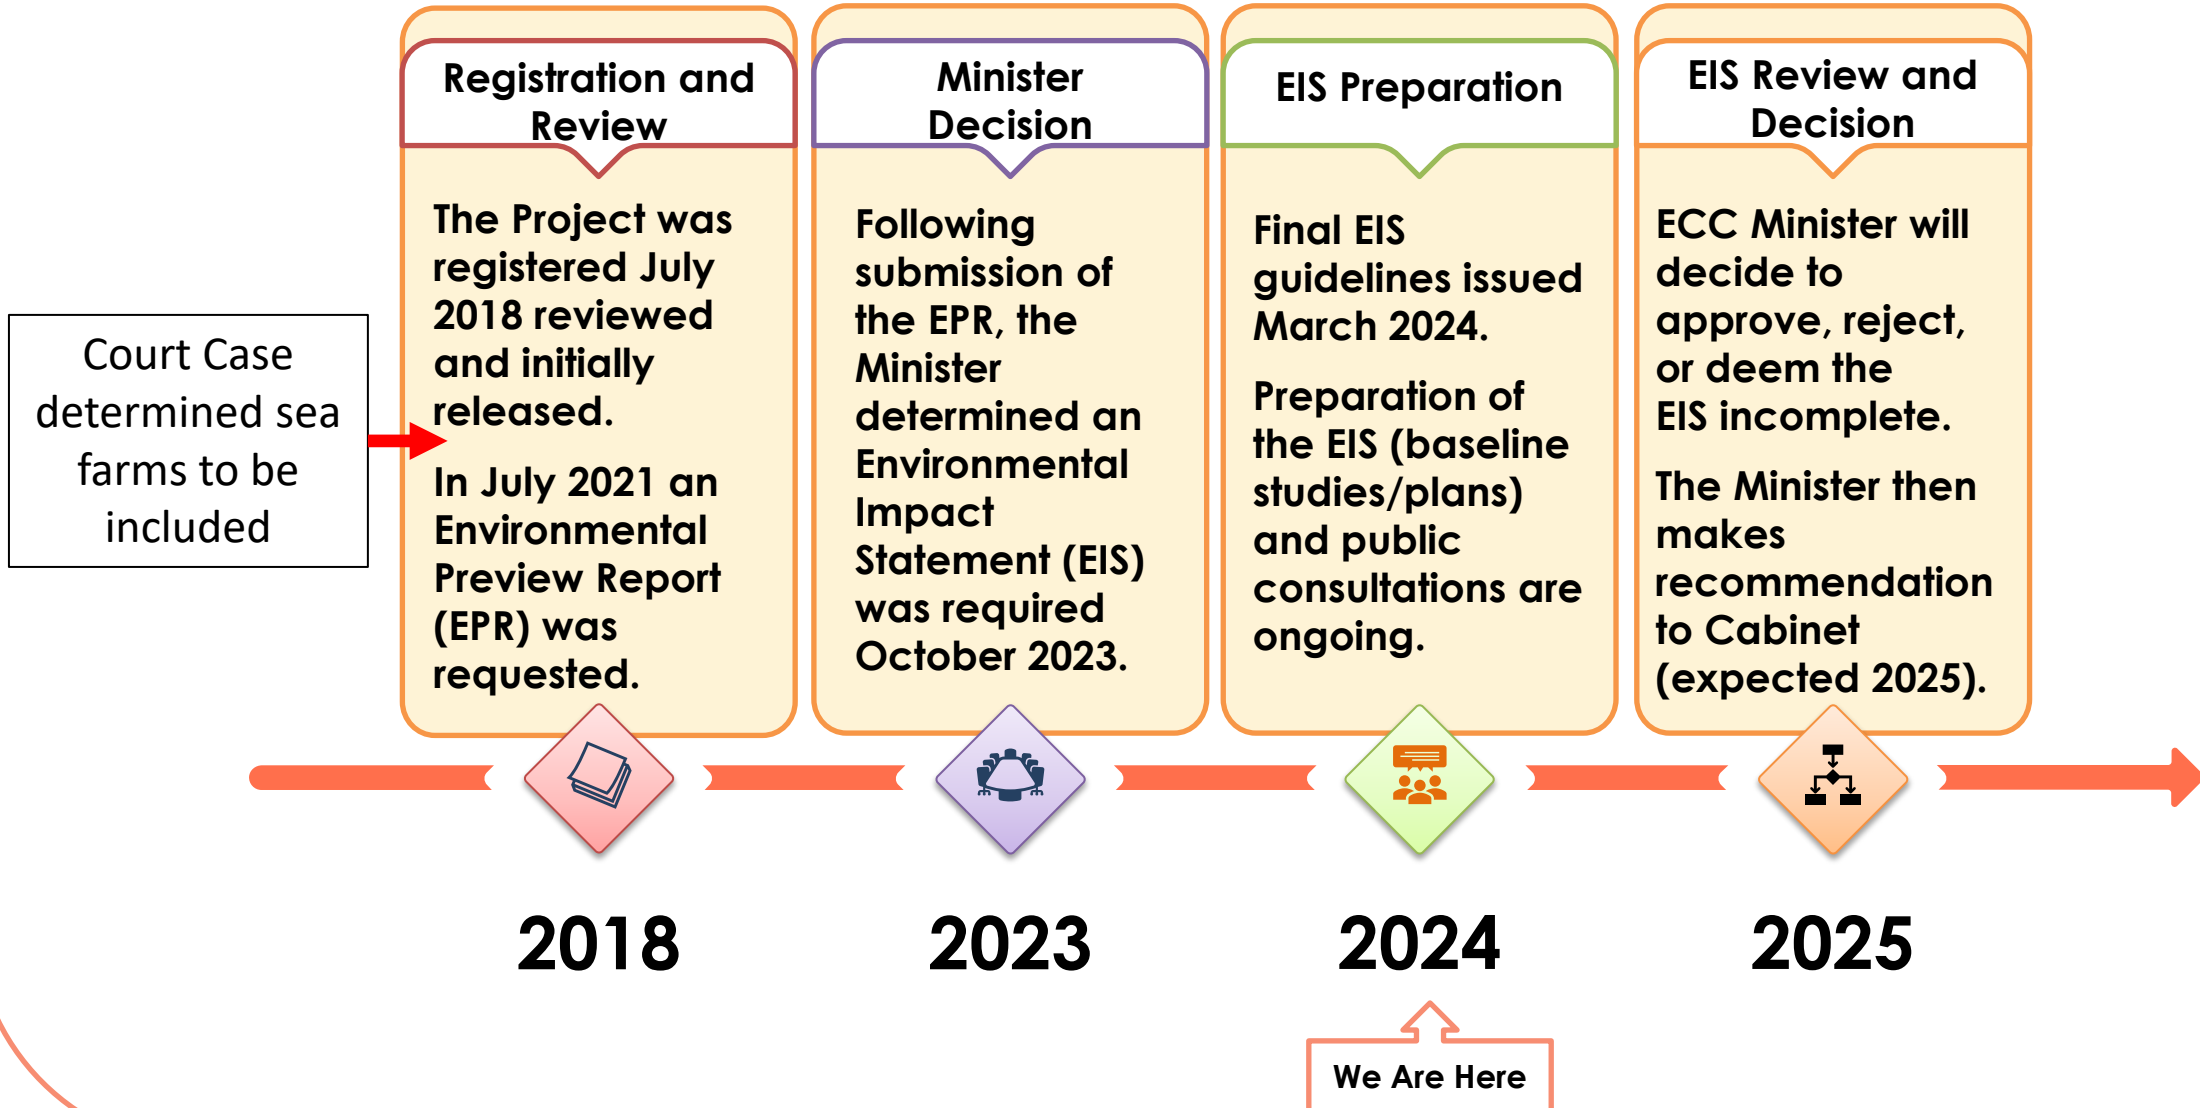 Court Case
determined sea
farms to be
included
Registration and
Review
The Project was
registered July
2018 reviewed
and initially
released.
In July 2021 an
Environmental
Preview Report
(EPR) was
requested.
2018
Minister
Decision
Following
submission of
the EPR, the
Minister
determined an
Environmental
Impact
Statement (EIS)
was required
October 2023.
2023
EIS Preparation
Final EIS
guidelines issued
March 2024.
Preparation of
the EIS (baseline
studies/plans)
and public
consultations are
ongoing.
2024
We Are Here
EIS Review and
Decision
ECC Minister will
decide to
approve, reject,
or deem the
EIS incomplete.
The Minister then
makes
recommendation
to Cabinet
(expected 2025).
2025